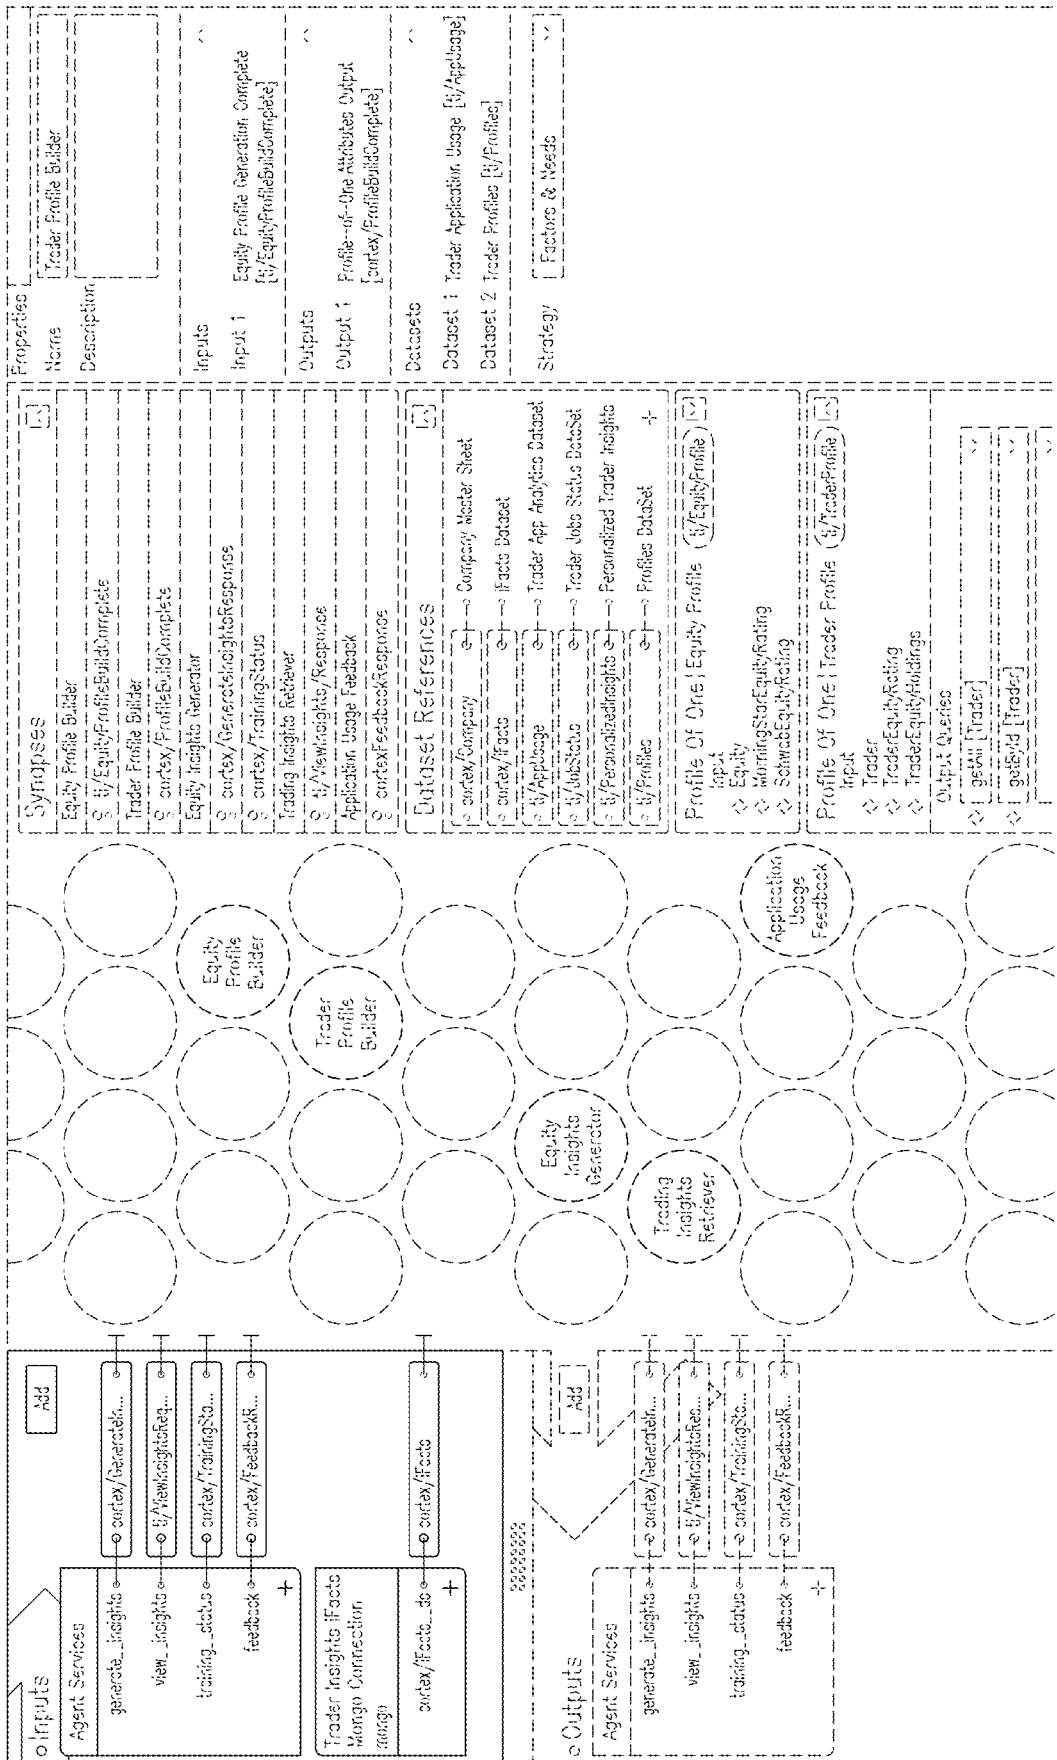 Inputs
Add
Agent Services
generate_insights
cortex/GenerateIn...
view_insights
ti/ViewInsightsReq...
training_status
cortex/TrainingSta...
feedback
cortex/FeedbackR...
+
Trader Insights iFacts
Mongo Connection
mongo
cortex/iFacts_ds
cortex/iFacts
+
Outputs
Add
Agent Services
generate_insights
cortex/GenerateIn...
view_insights
ti/ViewInsightsRes...
training_status
cortex/TrainingSta...
feedback
cortex/FeedbackR...
+
Equity
Profile
Builder
Trader
Profile
Builder
Equity
Insights
Generator
Trading
Insights
Retriever
Application
Usage
Feedback
Synapses
Equity Profile Builder
ti/EquityProfileBuildComplete
Trader Profile Builder
cortex/ProfileBuildComplete
Equity Insights Generator
cortex/GenerateInsightsResponse
cortex/TrainingStatus
Trading Insights Retriever
ti/ViewInsights/Response
Application Usage Feedback
cortexFeedbackResponse
Dataset References
cortex/Company
Company Master Sheet
cortex/iFacts
iFacts Dataset
ti/AppUsage
Trader App Analytics Dataset
ti/JobStatus
Trader Jobs Status DataSet
ti/PersonalizedInsights
Personalized Trader Insights
ti/Profiles
Profiles DataSet
+
Profile Of One| Equity Profile (ti/EquityProfile)
Input
Equity
MorningStarEquityRating
SchwabEquityRating
Profile Of One| Trader Profile (ti/TraderProfile)
Input
Trader
TraderEquityRating
TraderEquityHoldings
Output Queries
getAll [Trader]
getById [Trader]
Properties
Name
Trader Profile Builder
Description
Inputs
Input 1
Equity Profile Generation Complete
[ti/EquityProfileBuildComplete]
Outputs
Output 1
Profile-of-One Attributes Output
[cortex/ProfileBuildComplete]
Datasets
Dataset 1 Trader Application Usage [ti/AppUsage]
Dataset 2 Trader Profiles [ti/Profiles]
Strategy
Factors & Needs